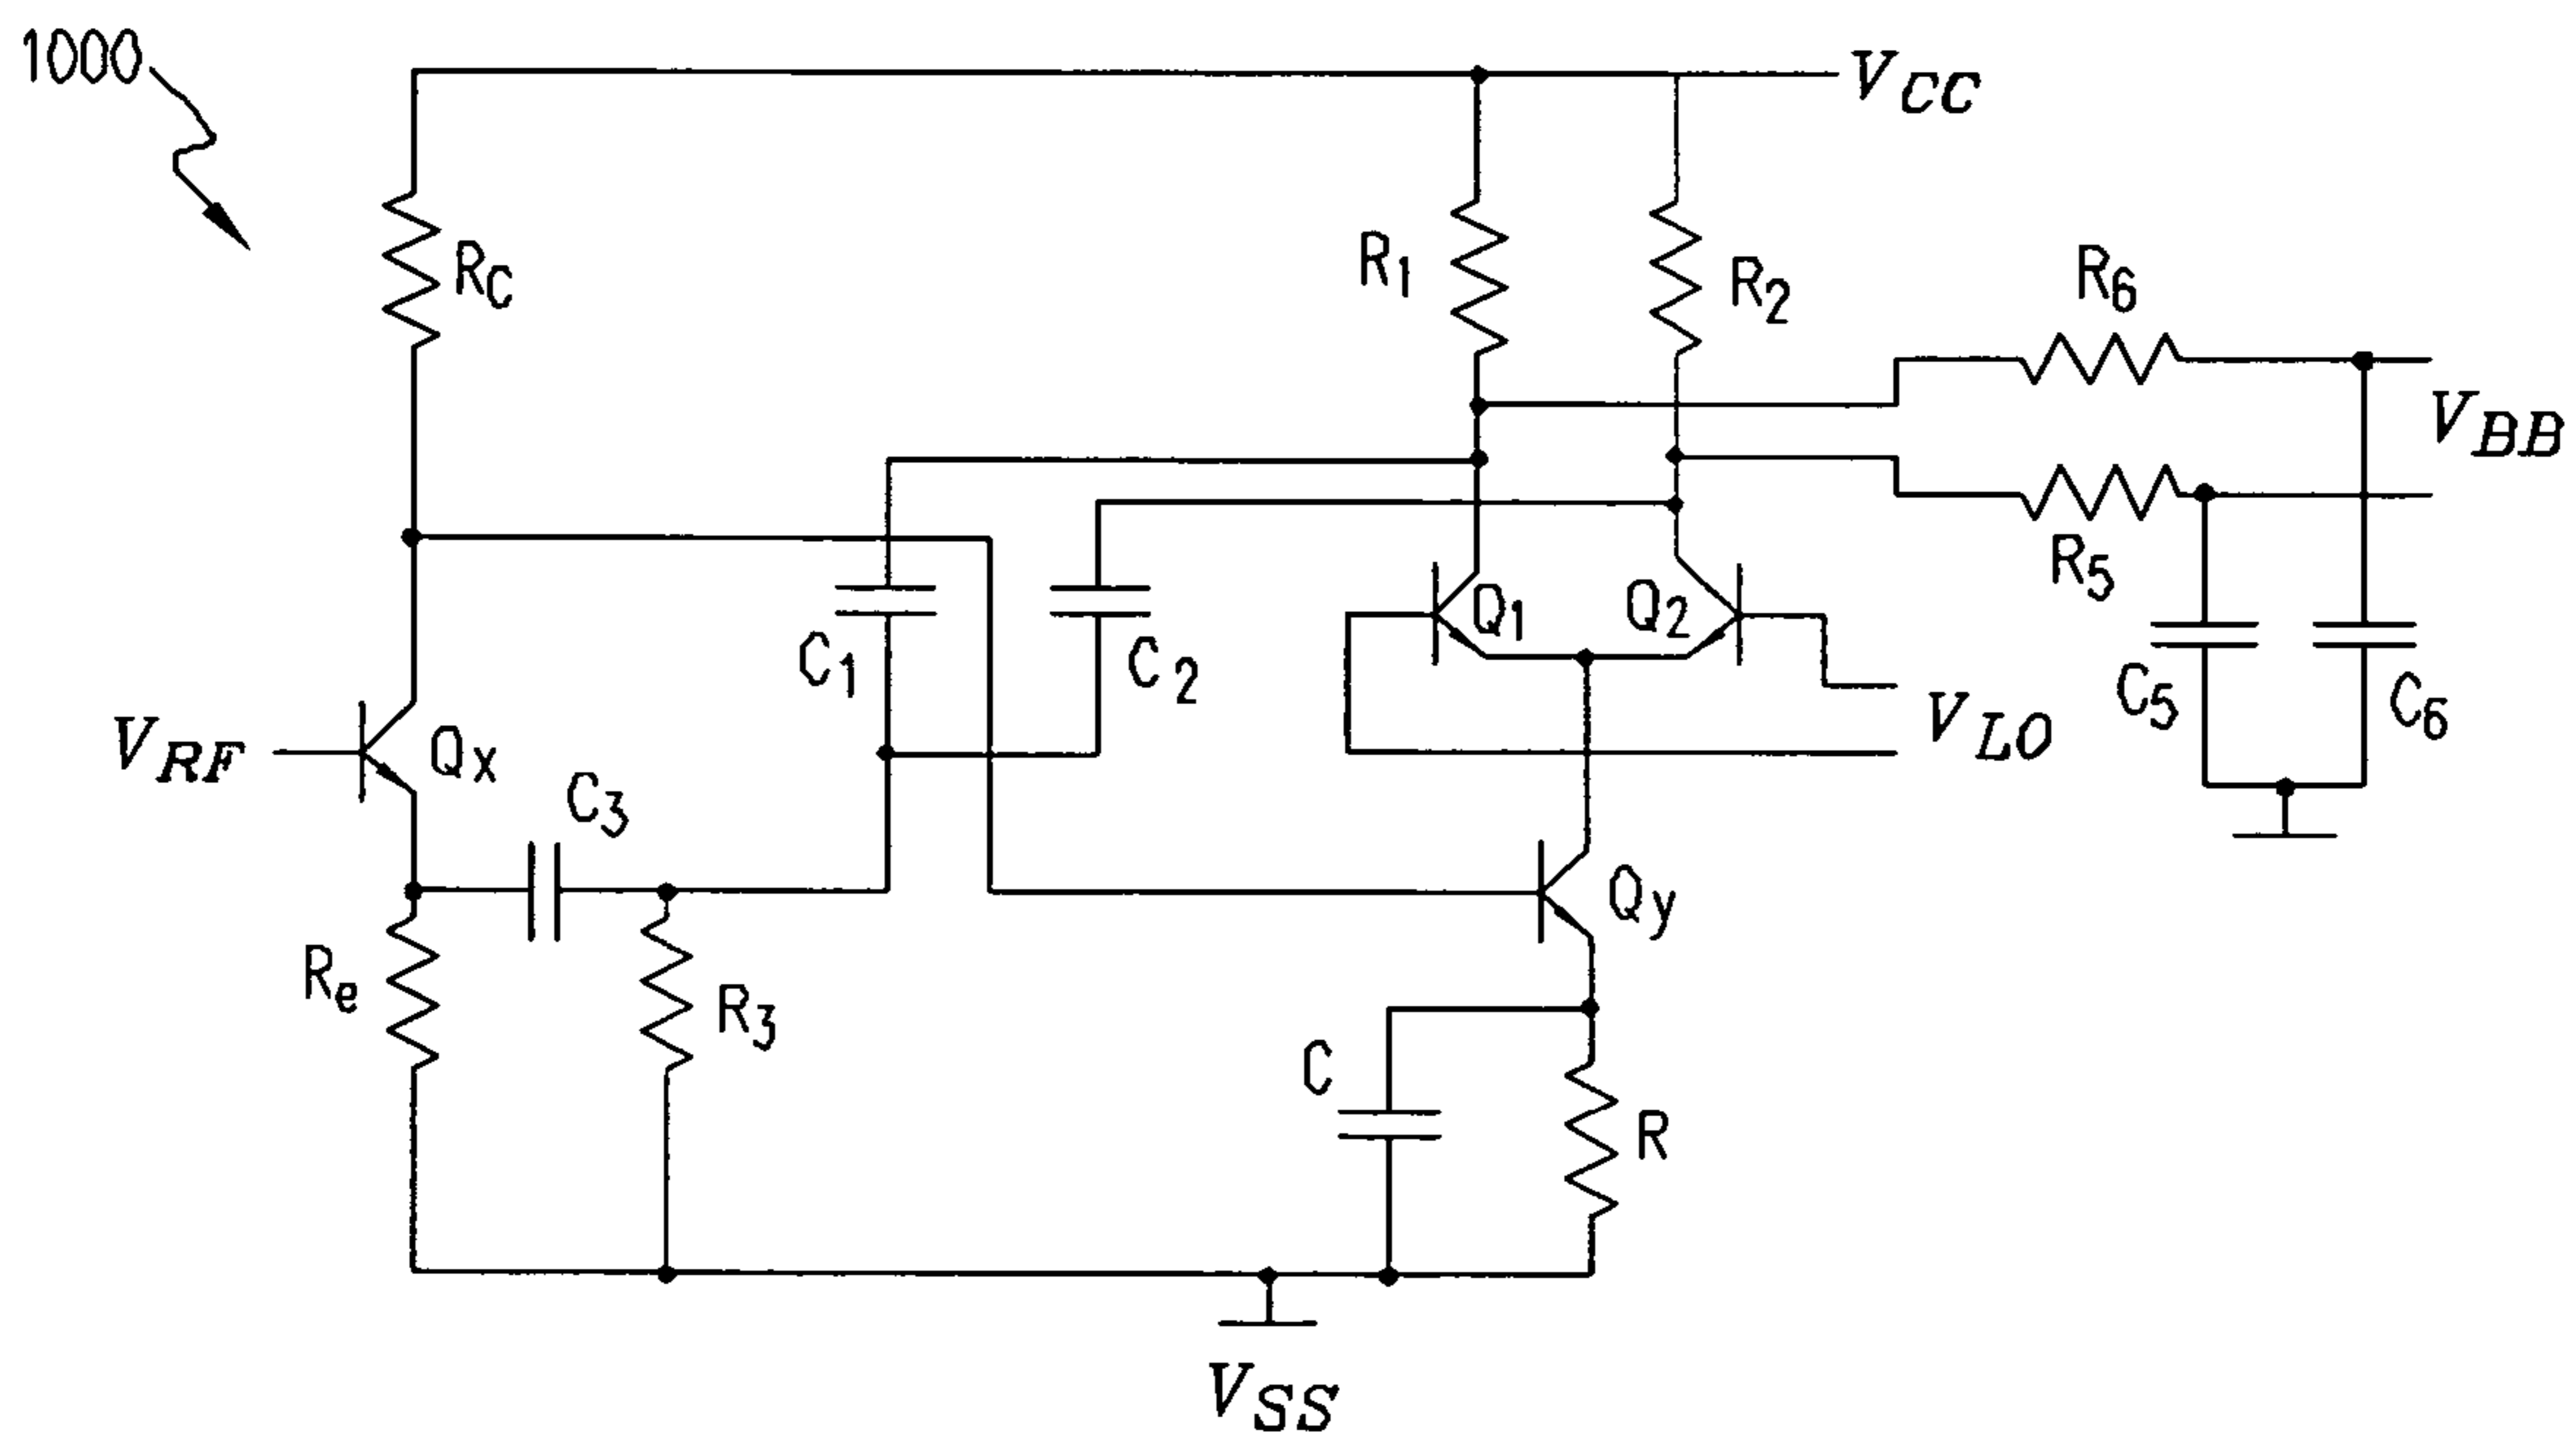 1000
VCC
RC
R1
R2
R6
VBB
R5
C1
C2
Q1
Q2
C5
C6
VLO
VRF
Qx
C3
Qy
Re
R3
C
R
VSS